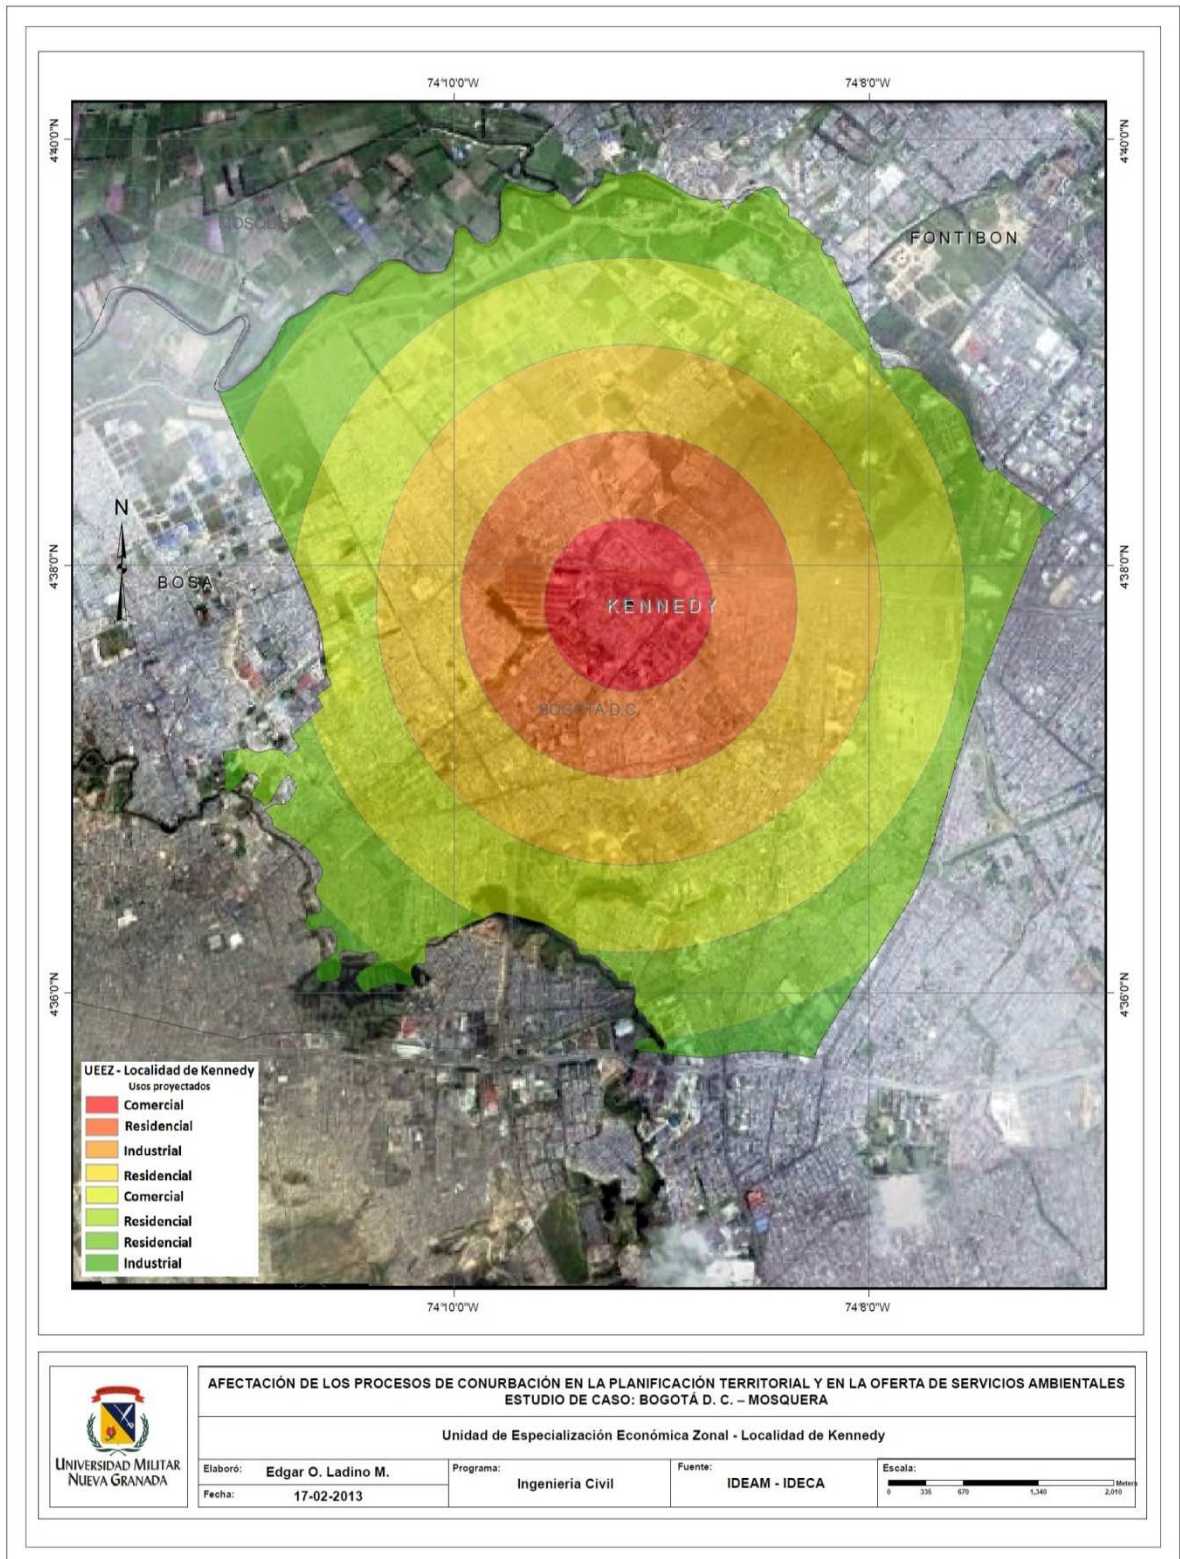 74°10'0"W
74°8'0"W
4°40'0"N
4°40'0"N
FONTIBON
N
4°38'0"N
4°38'0"N
BOSA
KENNEDY
BOGOTÁ D.C.
4°36'0"N
4°36'0"N
UEEZ - Localidad de Kennedy
Usos proyectados
Comercial
Residencial
Industrial
Residencial
Comercial
Residencial
Residencial
Industrial
74°10'0"W
74°8'0"W
UNIVERSIDAD MILITAR
NUEVA GRANADA
AFECTACIÓN DE LOS PROCESOS DE CONURBACIÓN EN LA PLANIFICACIÓN TERRITORIAL Y EN LA OFERTA DE SERVICIOS AMBIENTALES
ESTUDIO DE CASO: BOGOTÁ D. C. – MOSQUERA
Unidad de Especialización Económica Zonal - Localidad de Kennedy
Elaboró: Edgar O. Ladino M.
Fecha: 17-02-2013
Programa:
Ingeniería Civil
Fuente:
IDEAM - IDECA
Escala:
Meters
0 335 670 1,340 2,010